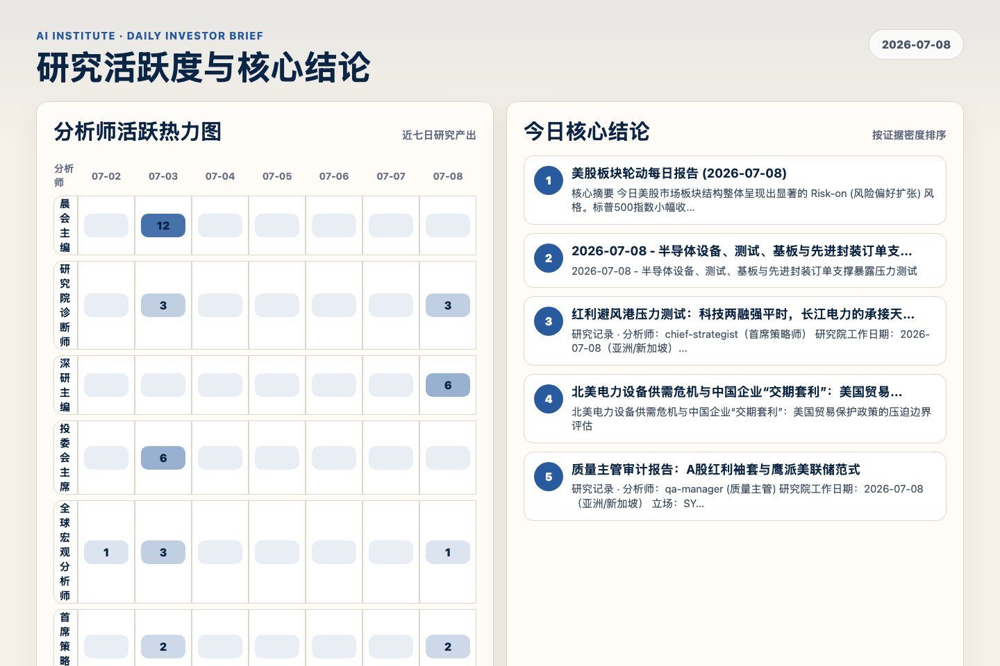 AI INSTITUTE · DAILY INVESTOR BRIEF
研究活跃度与核心结论
2026-07-08
分析师活跃热力图
近七日研究产出
分析师 07-02 07-03 07-04 07-05 07-06 07-07 07-08
晨会主编 12
研究院诊断师 3 3
深研主编 6
投委会主席 6
全球宏观分析师 1 3 1
首席策略 2 2
今日核心结论
按证据密度排序
1
美股板块轮动每日报告 (2026-07-08)
核心摘要 今日美股市场板块结构整体呈现出显著的 Risk-on (风险偏好扩张) 风
格。标普500指数小幅收...
2
2026-07-08 - 半导体设备、测试、基板与先进封装订单支...
2026-07-08 - 半导体设备、测试、基板与先进封装订单支撑暴露压力测试
3
红利避风港压力测试：科技两融强平时，长江电力的承接天...
研究记录 · 分析师：chief-strategist（首席策略师） 研究院工作日期：2026-
07-08（亚洲/新加坡）...
4
北美电力设备供需危机与中国企业“交期套利”：美国贸易...
北美电力设备供需危机与中国企业“交期套利”：美国贸易保护政策的压迫边界
评估
5
质量主管审计报告：A股红利袖套与鹰派美联储范式
研究记录 · 分析师：qa-manager (质量主管) 研究院工作日期：2026-07-08
（亚洲/新加坡） 立场：SY...